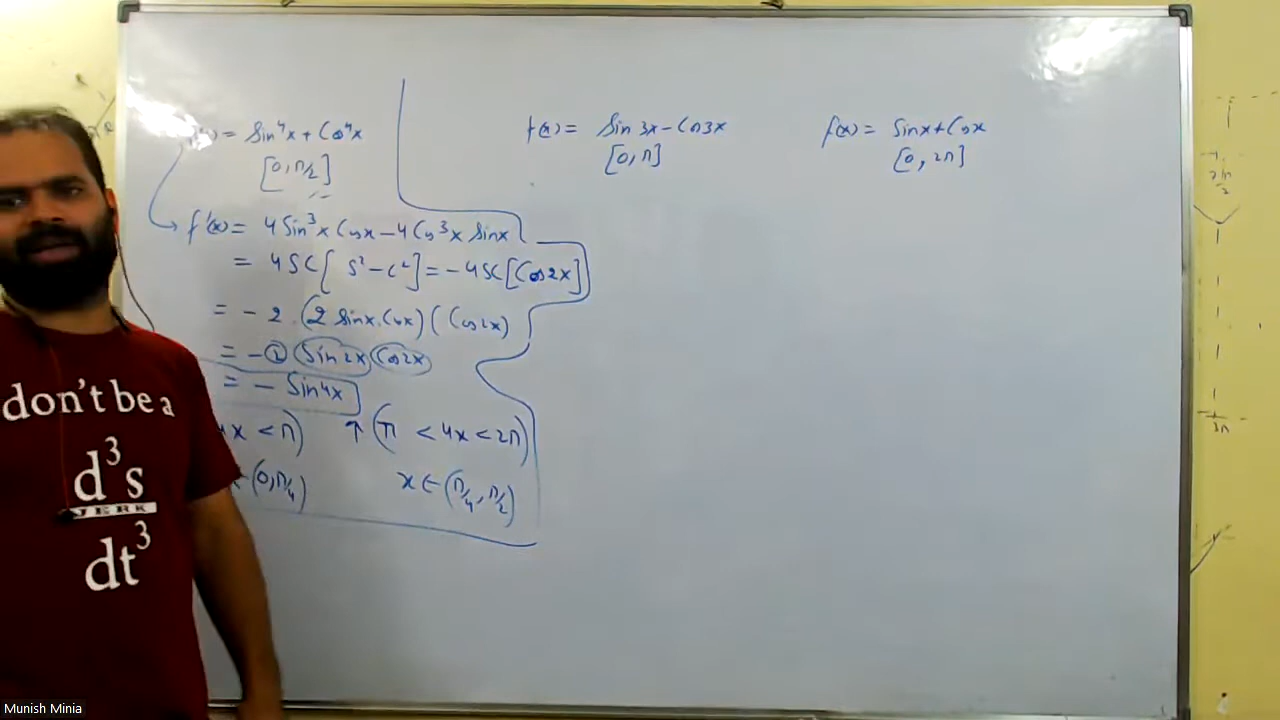 = Sin⁴x + Cos⁴x
[0, π/2]
f'(x) = 4 Sin³x Cosx – 4 Cos³x Sinx
= 4SC[ S² – C² ] = – 4SC[Cos2x]
= – 2 . (2 Sinx.Cosx) (Cos2x)
= – 2 Sin2x Cos2x
= – Sin4x
4x < π) ↑ (π < 4x < 2π)
(0, π/4) x ∈ (π/4, π/2)
f(x) = Sin 3x – Cos3x
[0, π]
f(x) = Sinx + Cosx
[0, 2π]
don't be a
d³s
dt³
Munish Minia